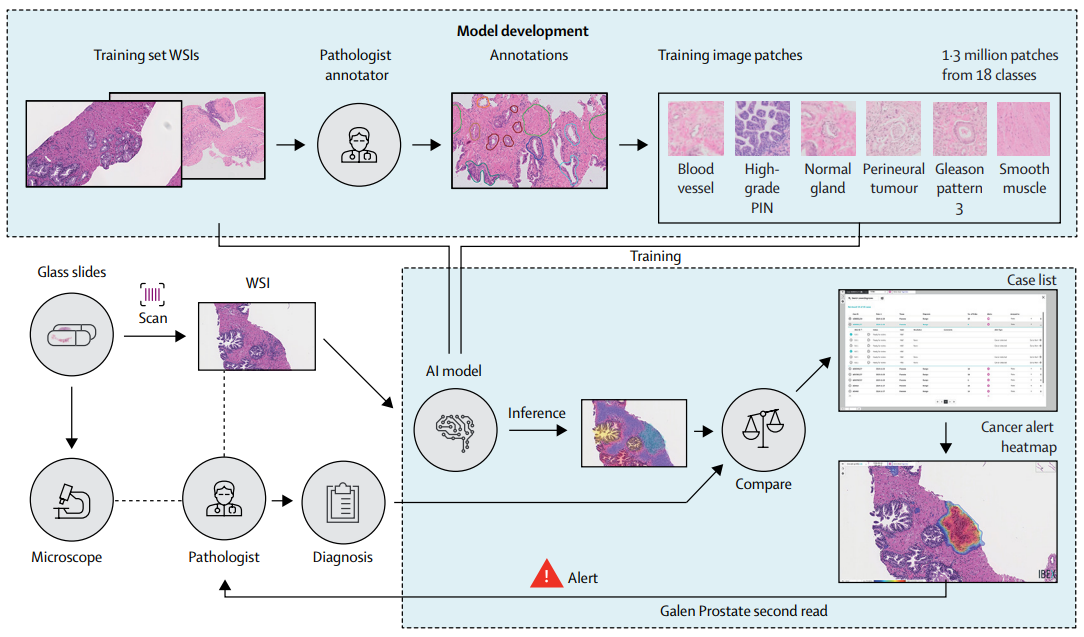 Model development
Training set WSIs
Pathologist
annotator
Annotations
Training image patches
1·3 million patches
from 18 classes
Blood
vessel
High-
grade
PIN
Normal
gland
Perineural
tumour
Gleason
pattern
3
Smooth
muscle
Training
Glass slides
Scan
WSI
Case list
AI model
Inference
Compare
Cancer alert
heatmap
Microscope
Pathologist
Diagnosis
Alert
Galen Prostate second read